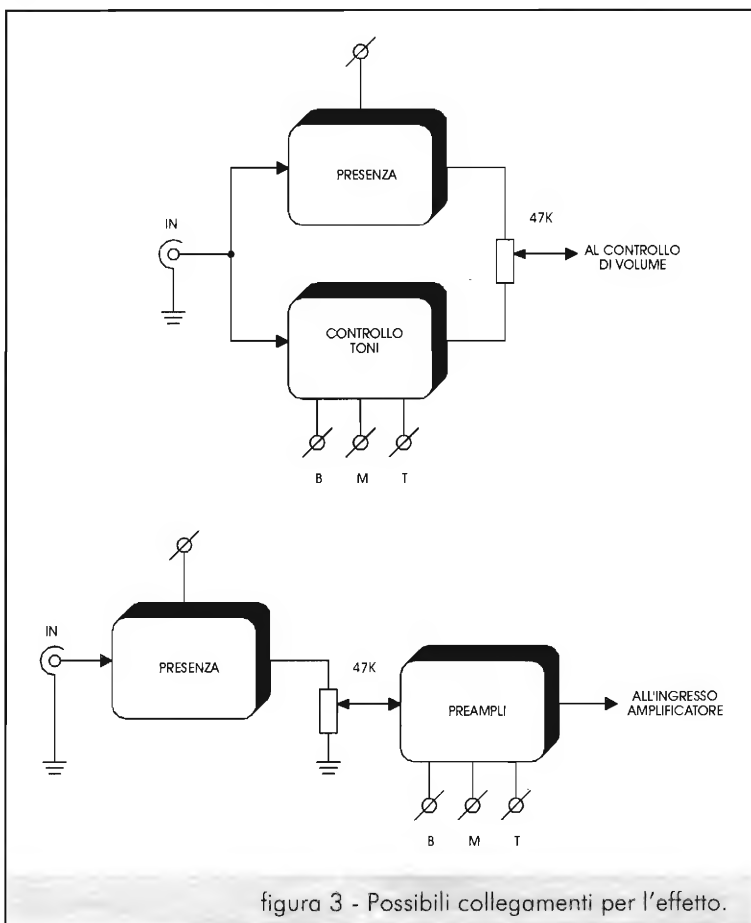 PRESENZA
IN
47K
AL CONTROLLO
DI VOLUME
CONTROLLO
TONI
B M T
IN
PRESENZA
47K
PREAMPLI
ALL'INGRESSO
AMPLIFICATORE
B M T
figura 3 - Possibili collegamenti per l'effetto.